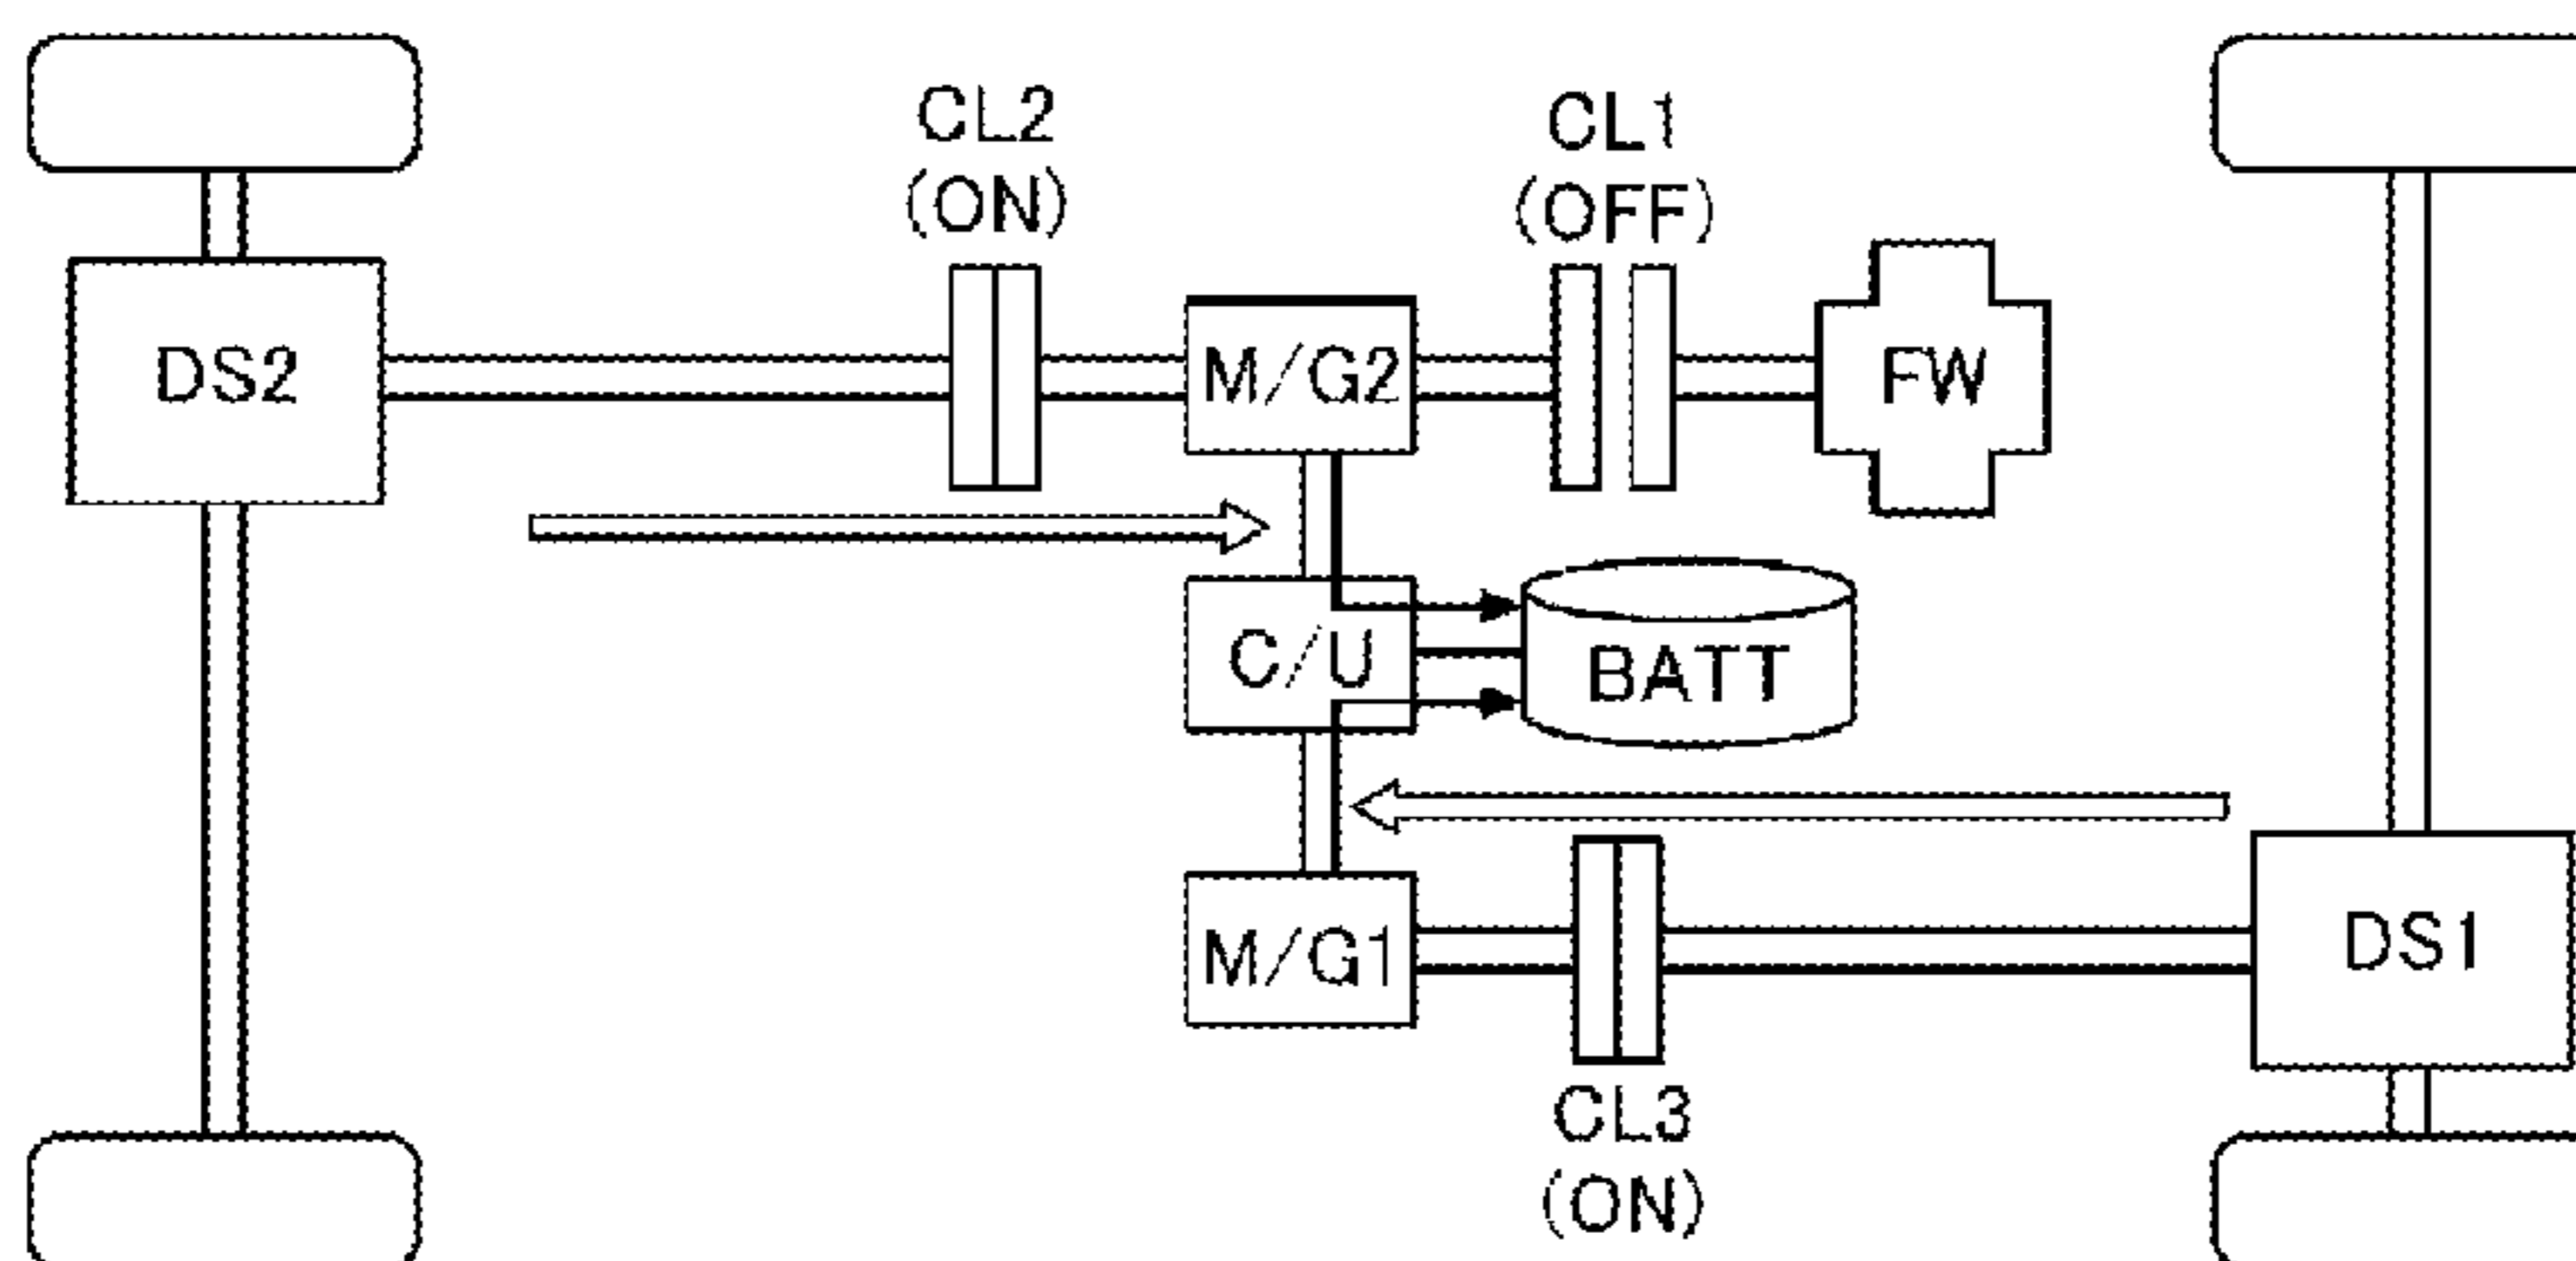 CL2
(ON)
CL1
(OFF)
DS2
M/G2
FW
C/U
BATT
M/G1
DS1
CL3
(ON)